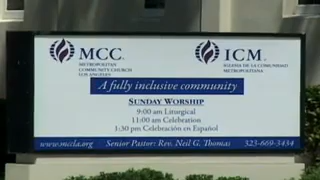 MCC
METROPOLITAN
COMMUNITY CHURCH
LOS ANGELES
ICM
IGLESIA DE LA COMUNIDAD
METROPOLITANA
A fully inclusive community
SUNDAY WORSHIP
9:00 am Liturgical
11:00 am Celebration
1:30 pm Celebración en Español
www.mccla.org Senior Pastor: Rev. Neil G. Thomas 323-669-3434